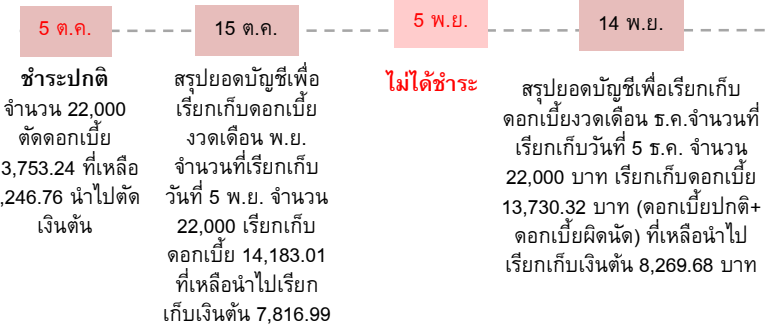 5 ต.ค.
15 ต.ค.
5 พ.ย.
14 พ.ย.
ชำระปกติ
จำนวน 22,000
ตัดดอกเบี้ย
3,753.24 ที่เหลือ
,246.76 นำไปตัด
เงินต้น
สรุปยอดบัญชีเพื่อ
เรียกเก็บดอกเบี้ย
งวดเดือน พ.ย.
จำนวนที่เรียกเก็บ
วันที่ 5 พ.ย. จำนวน
22,000 เรียกเก็บ
ดอกเบี้ย 14,183.01
ที่เหลือนำไปเรียก
เก็บเงินต้น 7,816.99
ไม่ได้ชำระ
สรุปยอดบัญชีเพื่อเรียกเก็บ
ดอกเบี้ยงวดเดือน ธ.ค.จำนวนที่
เรียกเก็บวันที่ 5 ธ.ค. จำนวน
22,000 บาท เรียกเก็บดอกเบี้ย
13,730.32 บาท (ดอกเบี้ยปกติ+
ดอกเบี้ยผิดนัด) ที่เหลือนำไป
เรียกเก็บเงินต้น 8,269.68 บาท